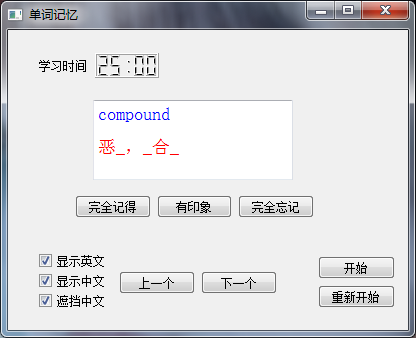 单词记忆
学习时间 25:00
compound
恶_, _合_
完全记得 有印象 完全忘记
显示英文
显示中文
遮挡中文
上一个 下一个
开始
重新开始